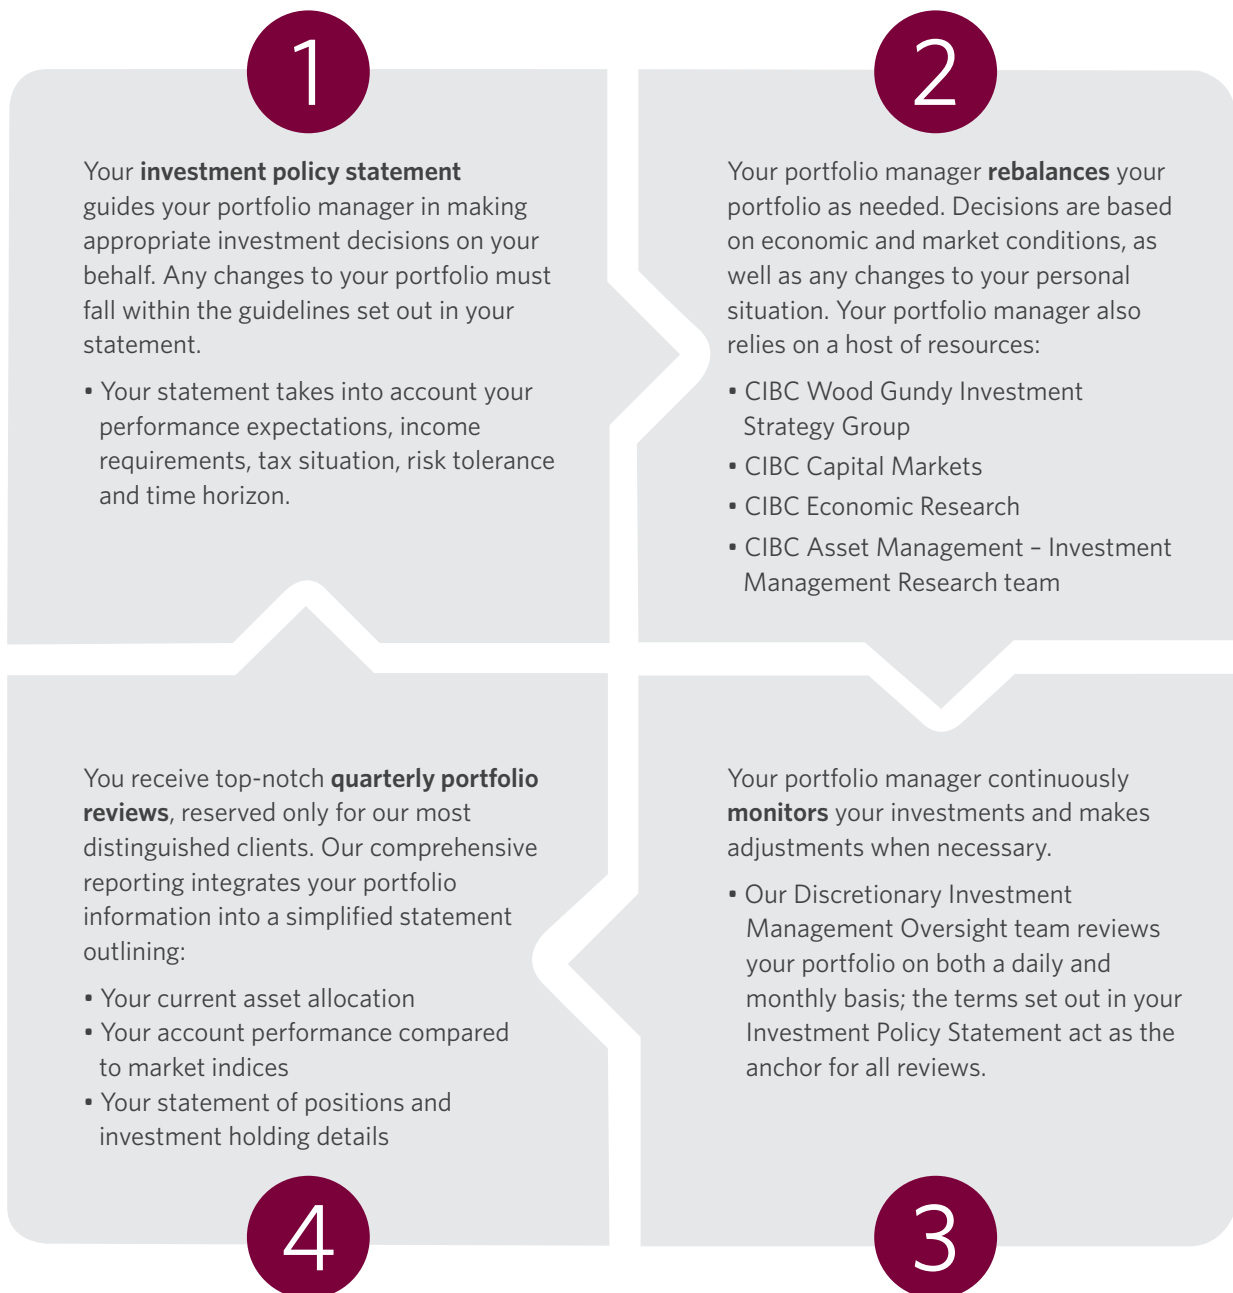 1
Your investment policy statement
guides your portfolio manager in making
appropriate investment decisions on your
behalf. Any changes to your portfolio must
fall within the guidelines set out in your
statement.
• Your statement takes into account your
performance expectations, income
requirements, tax situation, risk tolerance
and time horizon.
2
Your portfolio manager rebalances your
portfolio as needed. Decisions are based
on economic and market conditions, as
well as any changes to your personal
situation. Your portfolio manager also
relies on a host of resources:
• CIBC Wood Gundy Investment
Strategy Group
• CIBC Capital Markets
• CIBC Economic Research
• CIBC Asset Management – Investment
Management Research team
Your portfolio manager continuously
monitors your investments and makes
adjustments when necessary.
• Our Discretionary Investment
Management Oversight team reviews
your portfolio on both a daily and
monthly basis; the terms set out in your
Investment Policy Statement act as the
anchor for all reviews.
3
You receive top-notch quarterly portfolio
reviews, reserved only for our most
distinguished clients. Our comprehensive
reporting integrates your portfolio
information into a simplified statement
outlining:
• Your current asset allocation
• Your account performance compared
to market indices
• Your statement of positions and
investment holding details
4